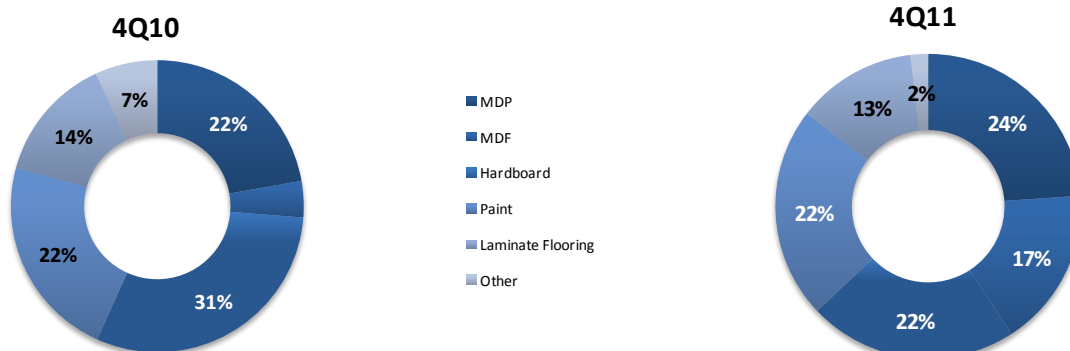 4Q10
7%
22%
14%
22%
31%
MDP
MDF
Hardboard
Paint
Laminate Flooring
Other
4Q11
2%
13%
24%
22%
17%
22%